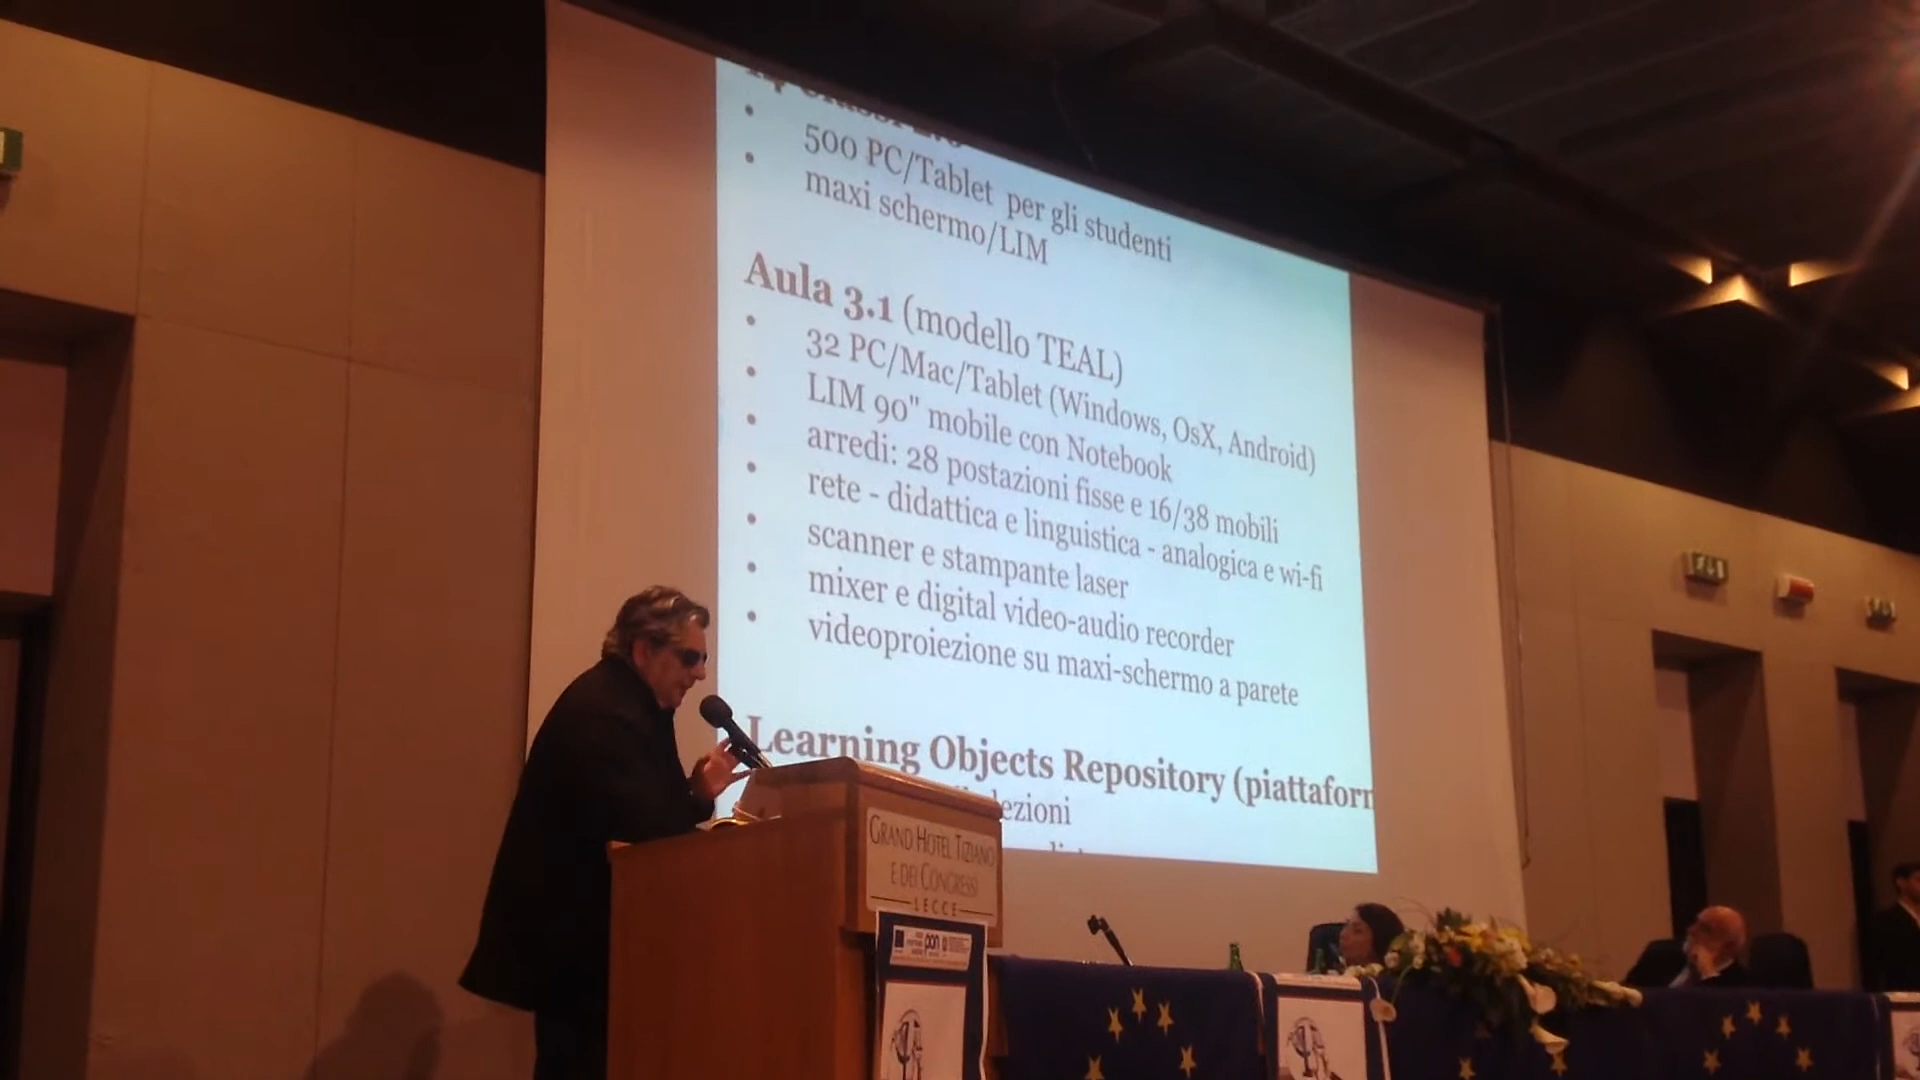 500 PC/Tablet per gli studenti
maxi schermo/LIM
Aula 3.1 (modello TEAL)
32 PC/Mac/Tablet (Windows, OsX, Android)
LIM 90" mobile con Notebook
arredi: 28 postazioni fisse e 16/38 mobili
rete - didattica e linguistica - analogica e wi-fi
scanner e stampante laser
mixer e digital video-audio recorder
videoproiezione su maxi-schermo a parete
Learning Objects Repository (piattaforn
lezioni
GRAND HOTEL TIZIANO
E DEI CONGRESSI
LECCE
pon